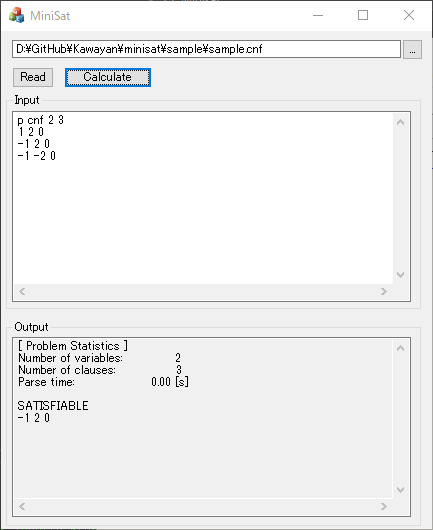 MiniSat
D:¥GitHub¥Kawayan¥minisat¥sample¥sample.cnf
...
Read
Calculate
Input
p cnf 2 3
1 2 0
-1 2 0
-1 -2 0
Output
[ Problem Statistics ]
Number of variables: 2
Number of clauses: 3
Parse time: 0.00 [s]
SATISFIABLE
-1 2 0